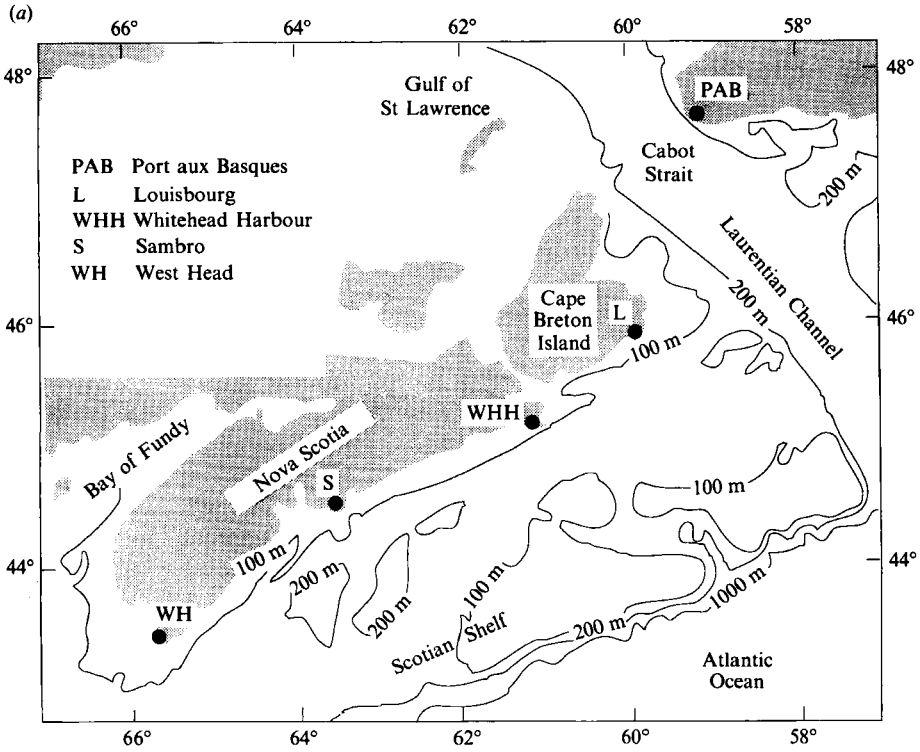 (a)
66° 64° 62° 60° 58°
48° 48°
PAB
Gulf of
St Lawrence
Cabot
Strait
200 m
PAB Port aux Basques
L Louisbourg
WHH Whitehead Harbour
S Sambro
WH West Head
Laurentian Channel
200 m
46° 46°
Cape
Breton
Island
L
100 m
WHH
Bay of Fundy
Nova Scotia
S
100 m
100 m
200 m
200 m
100 m
1000 m
44° 44°
WH
Scotian Shelf
200 m
Atlantic
Ocean
66° 64° 62° 60° 58°